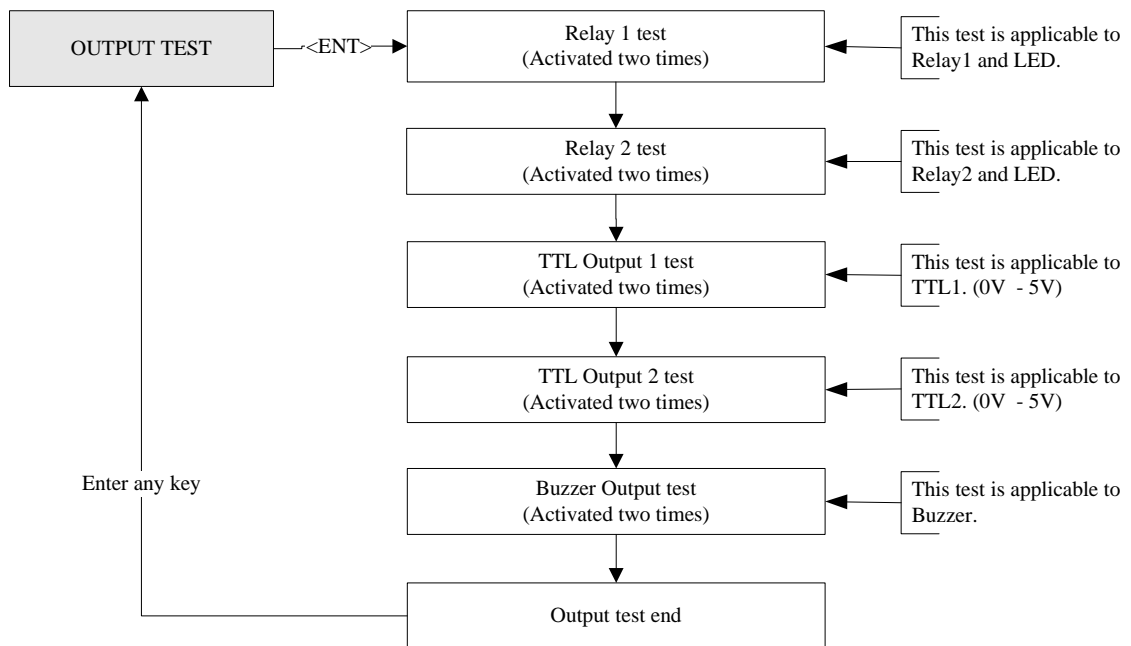 OUTPUT TEST
<ENT>
Relay 1 test
(Activated two times)
This test is applicable to
Relay1 and LED.
Relay 2 test
(Activated two times)
This test is applicable to
Relay2 and LED.
TTL Output 1 test
(Activated two times)
This test is applicable to
TTL1. (0V - 5V)
TTL Output 2 test
(Activated two times)
This test is applicable to
TTL2. (0V - 5V)
Enter any key
Buzzer Output test
(Activated two times)
This test is applicable to
Buzzer.
Output test end